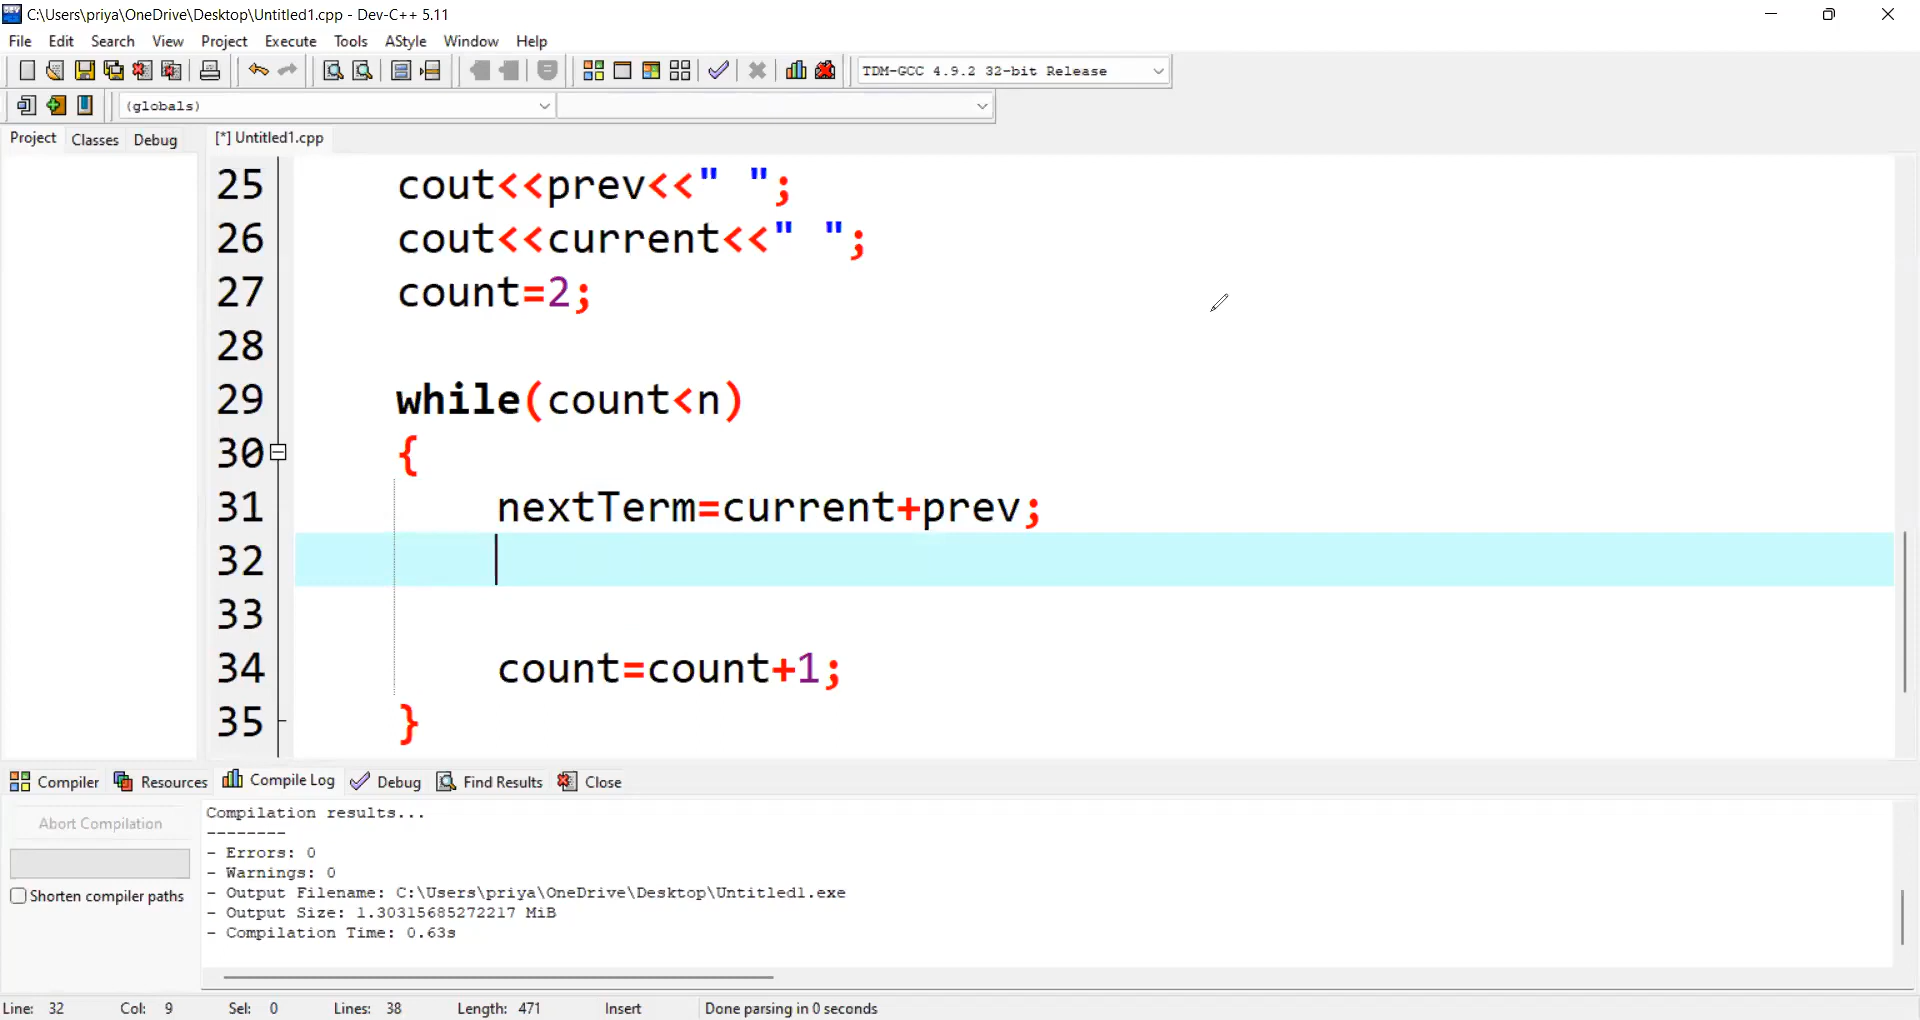 C:\Users\priya\OneDrive\Desktop\Untitled1.cpp - Dev-C++ 5.11
File Edit Search View Project Execute Tools AStyle Window Help
TDM-GCC 4.9.2 32-bit Release
(globals)
Project Classes Debug [*] Untitled1.cpp
25 cout<<prev<<" ";
26 cout<<current<<" ";
27 count=2;
28
29 while(count<n)
30 {
31 nextTerm=current+prev;
32
33
34 count=count+1;
35 }
Compiler Resources Compile Log Debug Find Results Close
Abort Compilation
Shorten compiler paths
Compilation results...
--------
- Errors: 0
- Warnings: 0
- Output Filename: C:\Users\priya\OneDrive\Desktop\Untitled1.exe
- Output Size: 1.30315685272217 MiB
- Compilation Time: 0.63s
Line: 32 Col: 9 Sel: 0 Lines: 38 Length: 471 Insert Done parsing in 0 seconds